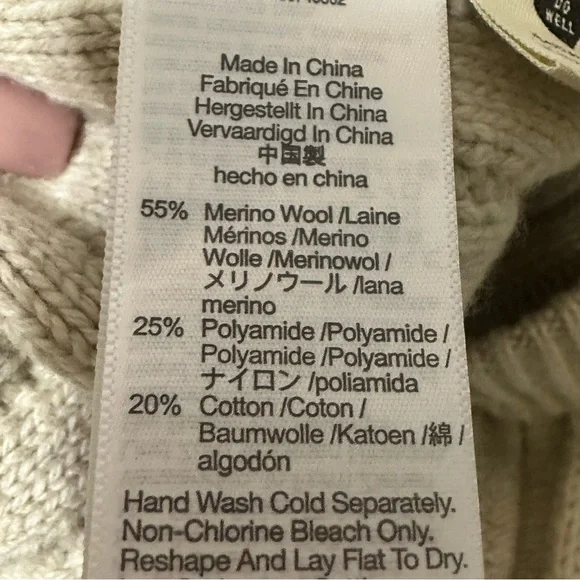 Made In China
Fabriqué En Chine
Hergestellt In China
Vervaardigd In China
中国製
hecho en china
55% Merino Wool /Laine
Mérinos /Merino
Wolle /Merinowol /
メリノウール /lana
merino
25% Polyamide /Polyamide /
Polyamide /Polyamide /
ナイロン /poliamida
20% Cotton /Coton /
Baumwolle /Katoen /綿 /
algodón
Hand Wash Cold Separately.
Non-Chlorine Bleach Only.
Reshape And Lay Flat To Dry.
DO
WELL